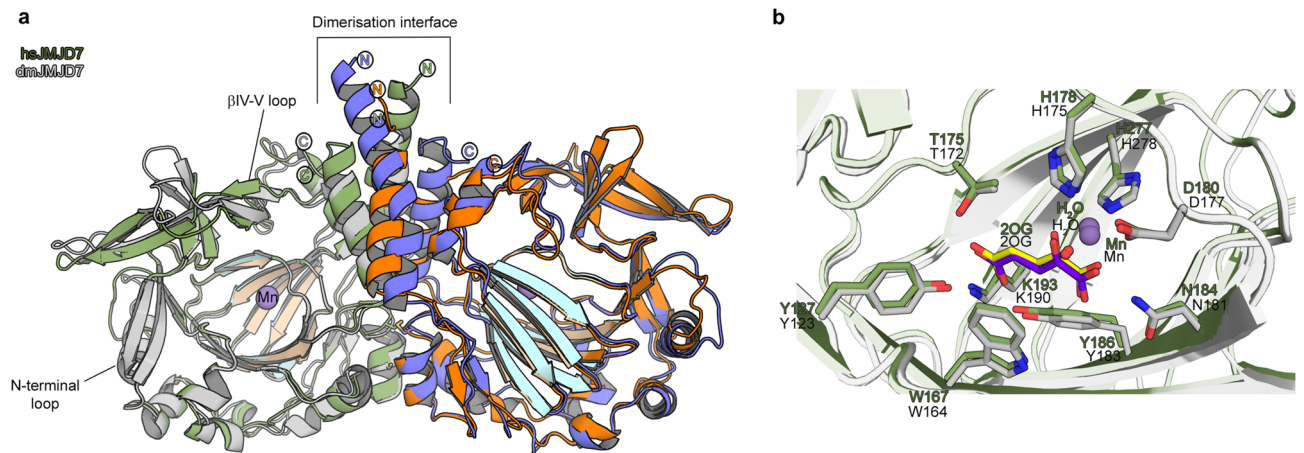 a
Dimerisation interface
hsJMJD7
dmJMJD7
N
N
N
N
βIV-V loop
C
C
C
C
Mn
N-terminal
loop
b
H178
H175
H277
H278
T175
T172
D180
D177
H2O
H2O
2OG
2OG
Mn
Mn
K193
K190
N184
N181
Y127
Y123
Y186
Y183
W167
W164